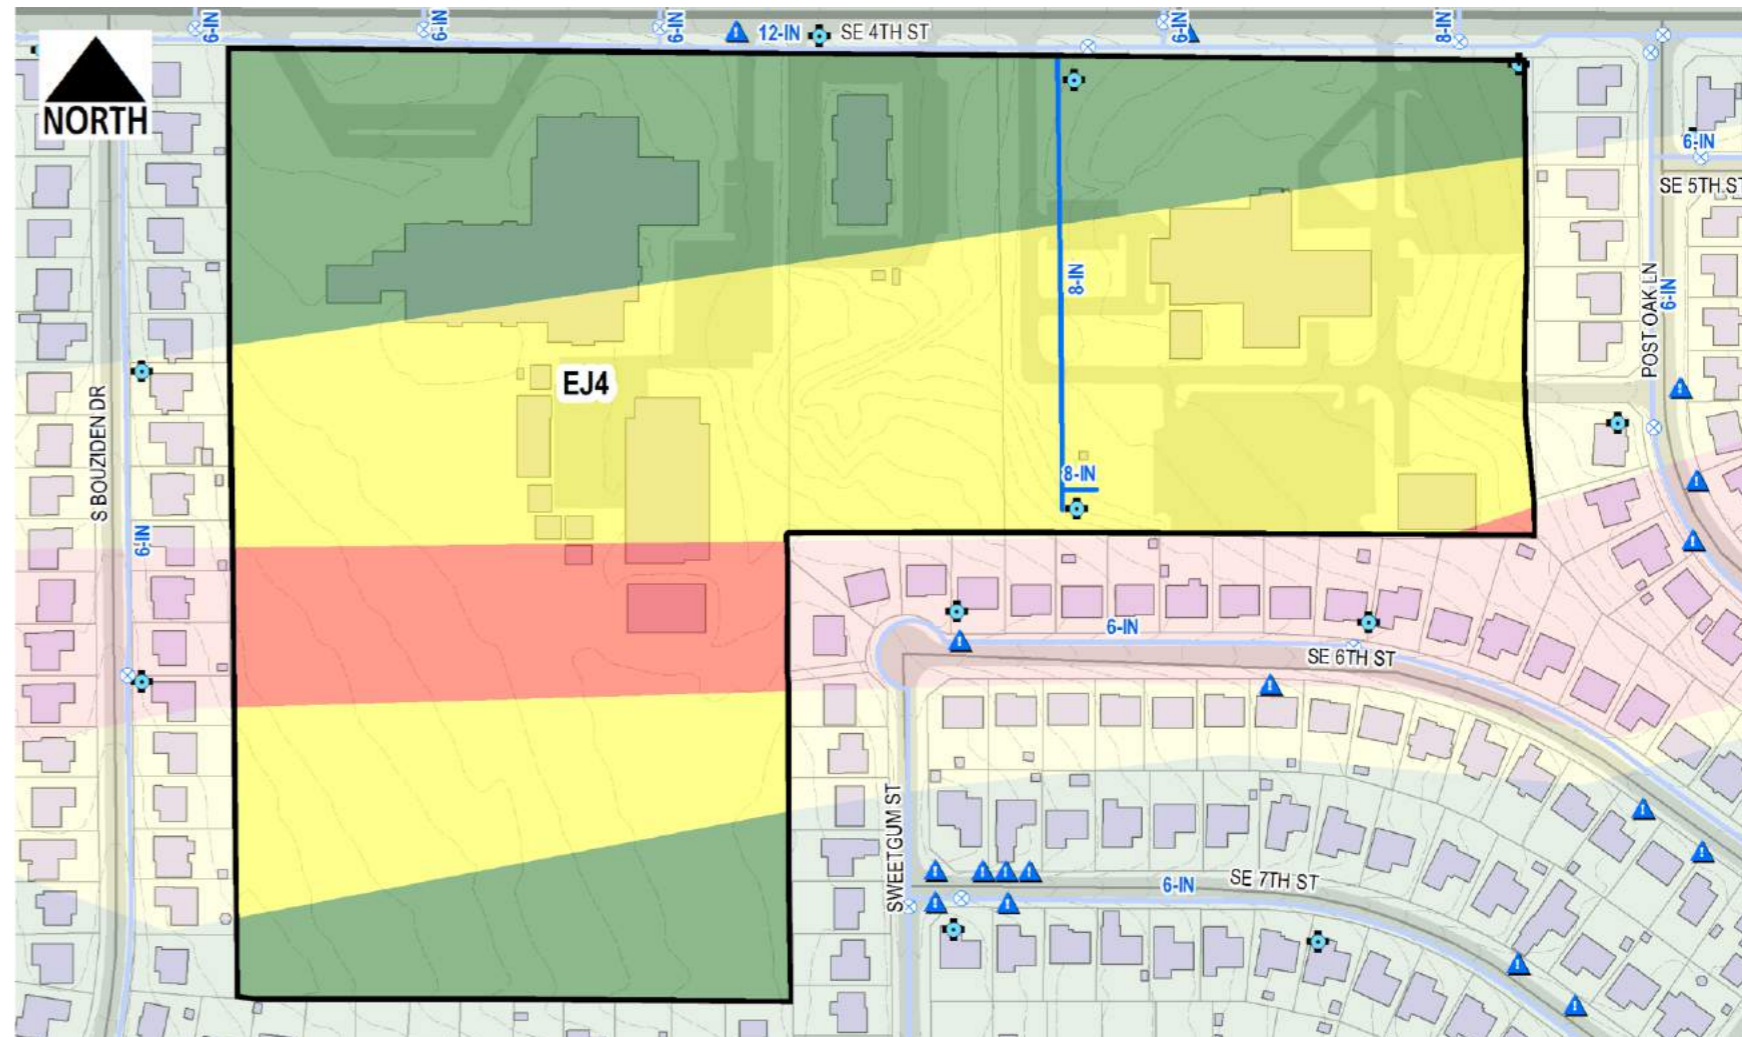 6-IN
6-IN
6-IN
12-IN
SE 4TH ST
6-IN
8-IN
NORTH
6-IN
SE 5TH ST
8-IN
POST OAK LN
6-IN
EJ4
S BOUZIDEN DR
8-IN
6-IN
6-IN
SE 6TH ST
SWEETGUM ST
6-IN
SE 7TH ST